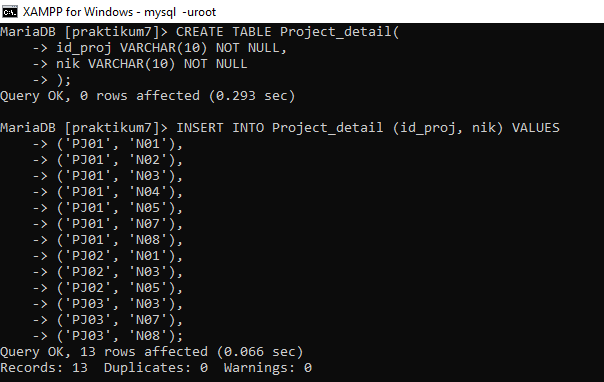 XAMPP for Windows - mysql -uroot
MariaDB [praktikum7]> CREATE TABLE Project_detail(
-> id_proj VARCHAR(10) NOT NULL,
-> nik VARCHAR(10) NOT NULL
-> );
Query OK, 0 rows affected (0.293 sec)
MariaDB [praktikum7]> INSERT INTO Project_detail (id_proj, nik) VALUES
-> ('PJ01', 'N01'),
-> ('PJ01', 'N02'),
-> ('PJ01', 'N03'),
-> ('PJ01', 'N04'),
-> ('PJ01', 'N05'),
-> ('PJ01', 'N07'),
-> ('PJ01', 'N08'),
-> ('PJ02', 'N01'),
-> ('PJ02', 'N03'),
-> ('PJ02', 'N05'),
-> ('PJ03', 'N03'),
-> ('PJ03', 'N07'),
-> ('PJ03', 'N08');
Query OK, 13 rows affected (0.066 sec)
Records: 13  Duplicates: 0  Warnings: 0